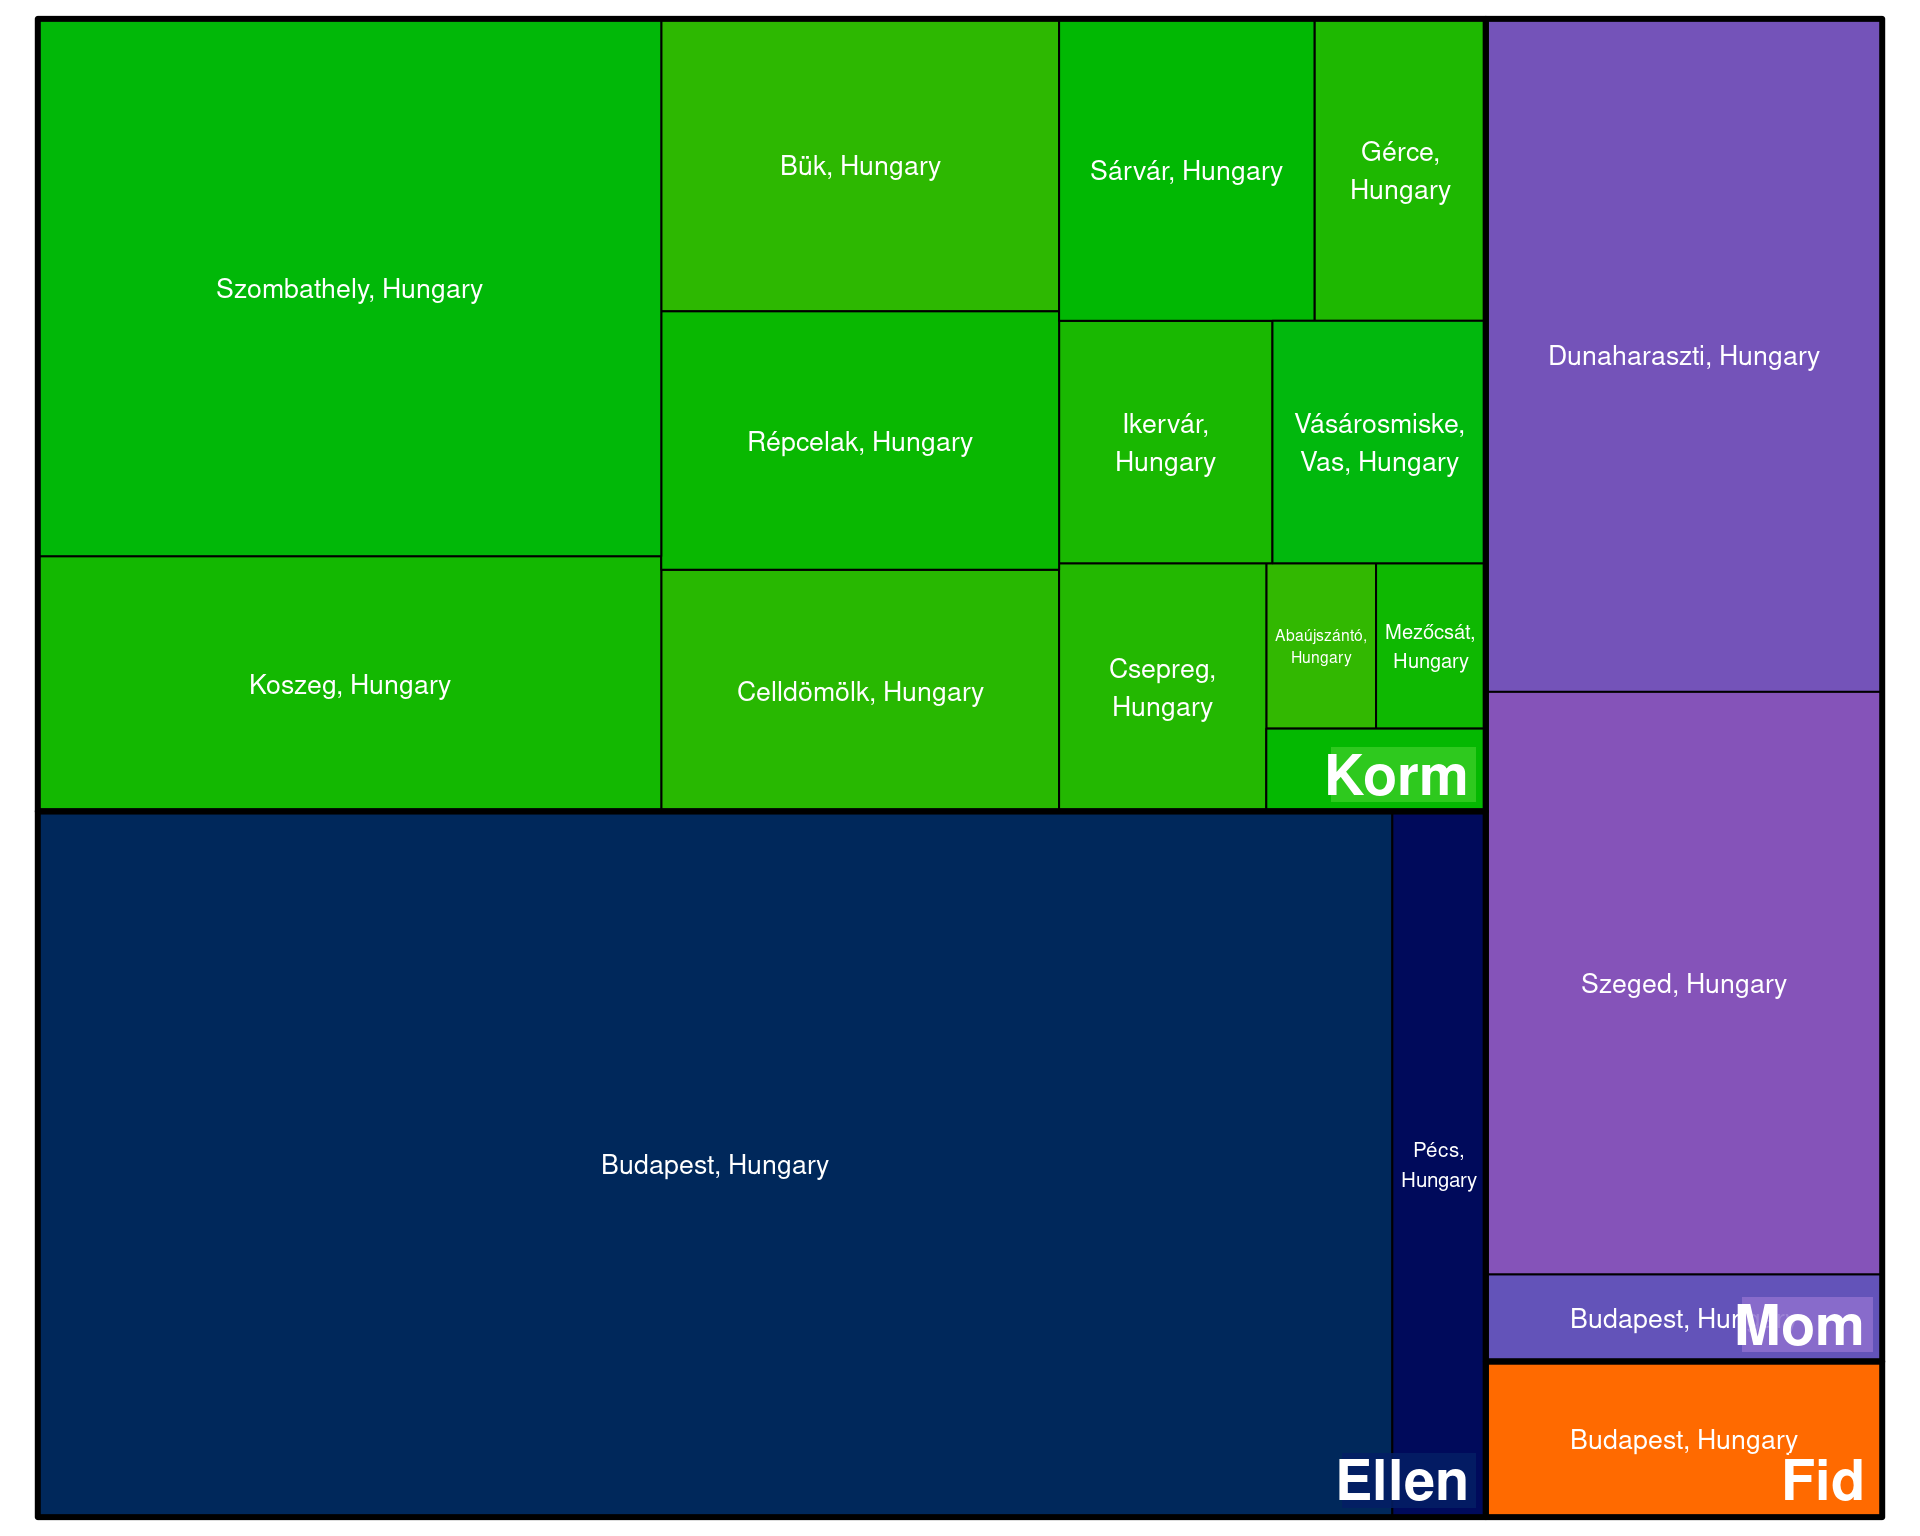 Szombathely, Hungary
Koszeg, Hungary
Bük, Hungary
Répcelak, Hungary
Celldömölk, Hungary
Sárvár, Hungary
Gérce,
Hungary
Ikervár,
Hungary
Vásárosmiske,
Vas, Hungary
Csepreg,
Hungary
Abaújszántó,
Hungary
Mezőcsát,
Hungary
Korm
Budapest, Hungary
Pécs,
Hungary
Ellen
Dunaharaszti, Hungary
Szeged, Hungary
Budapest,
Mom
Budapest, Hungary
Fid